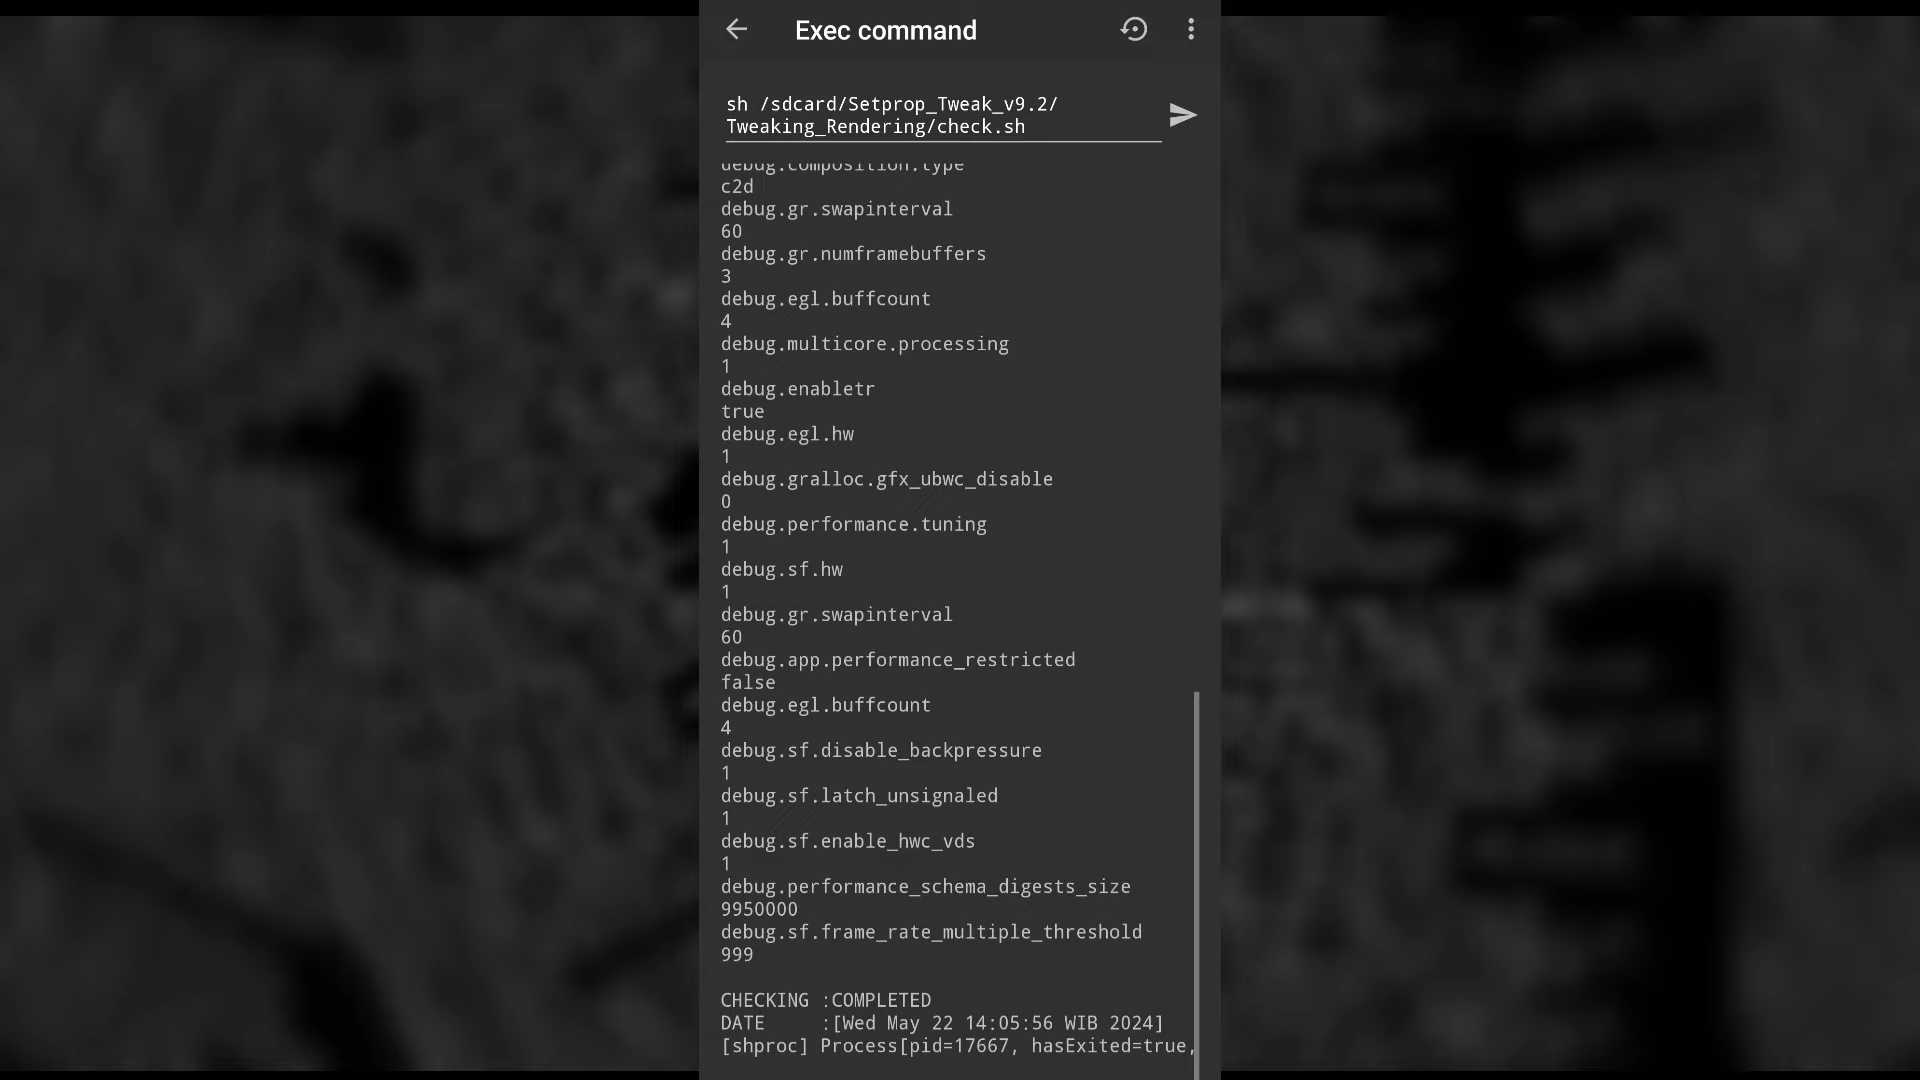 Exec command
sh /sdcard/Setprop_Tweak_v9.2/
Tweaking_Rendering/check.sh
debug.composition.type
c2d
debug.gr.swapinterval
60
debug.gr.numframebuffers
3
debug.egl.buffcount
4
debug.multicore.processing
1
debug.enabletr
true
debug.egl.hw
1
debug.gralloc.gfx_ubwc_disable
0
debug.performance.tuning
1
debug.sf.hw
1
debug.gr.swapinterval
60
debug.app.performance_restricted
false
debug.egl.buffcount
4
debug.sf.disable_backpressure
1
debug.sf.latch_unsignaled
1
debug.sf.enable_hwc_vds
1
debug.performance_schema_digests_size
9950000
debug.sf.frame_rate_multiple_threshold
999
CHECKING :COMPLETED
DATE     :[Wed May 22 14:05:56 WIB 2024]
[shproc] Process[pid=17667, hasExited=true,